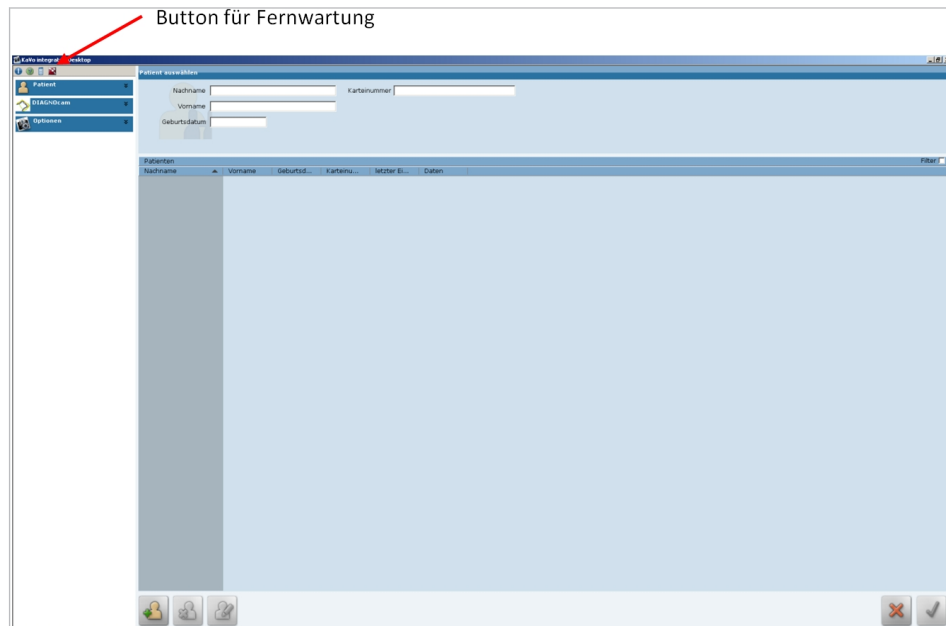 Button für Fernwartung
KaVo integrated Desktop
Patient
DIAGNOcam
Optionen
Patient auswählen
Nachname
Karteinummer
Vorname
Geburtsdatum
Patienten
Filter
Nachname Vorname Geburtsd... Karteinu... letzter Ei... Daten